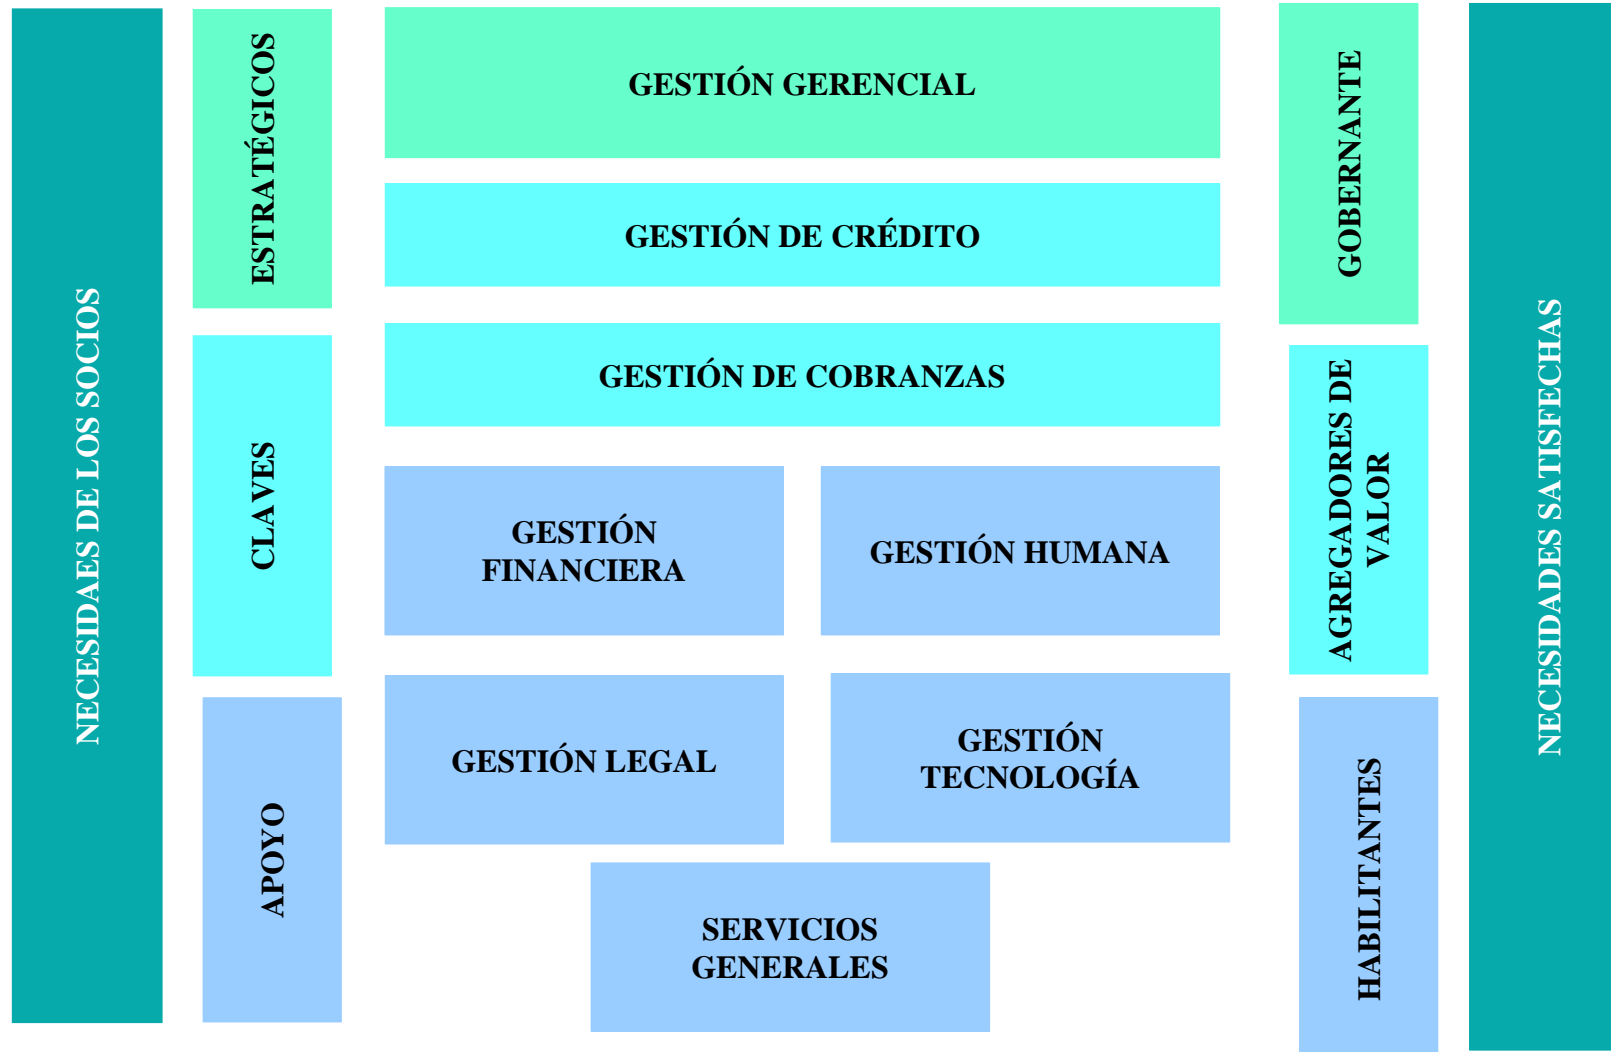 NECESIDAES DE LOS SOCIOS
ESTRATÉGICOS
CLAVES
APOYO
GESTIÓN GERENCIAL
GESTIÓN DE CRÉDITO
GESTIÓN DE COBRANZAS
GESTIÓN
FINANCIERA
GESTIÓN HUMANA
GESTIÓN LEGAL
GESTIÓN
TECNOLOGÍA
SERVICIOS
GENERALES
GOBERNANTE
AGREGADORES DE
VALOR
HABILITANTES
NECESIDADES SATISFECHAS